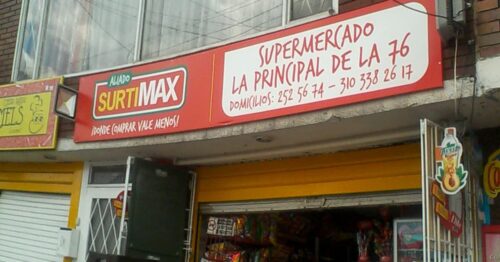 ALIADO
SURTIMAX
¡DONDE COMPRAR VALE MENOS!
SUPERMERCADO
LA PRINCIPAL DE LA 76
DOMICILIOS: 252 56 74 - 310 338 26 17